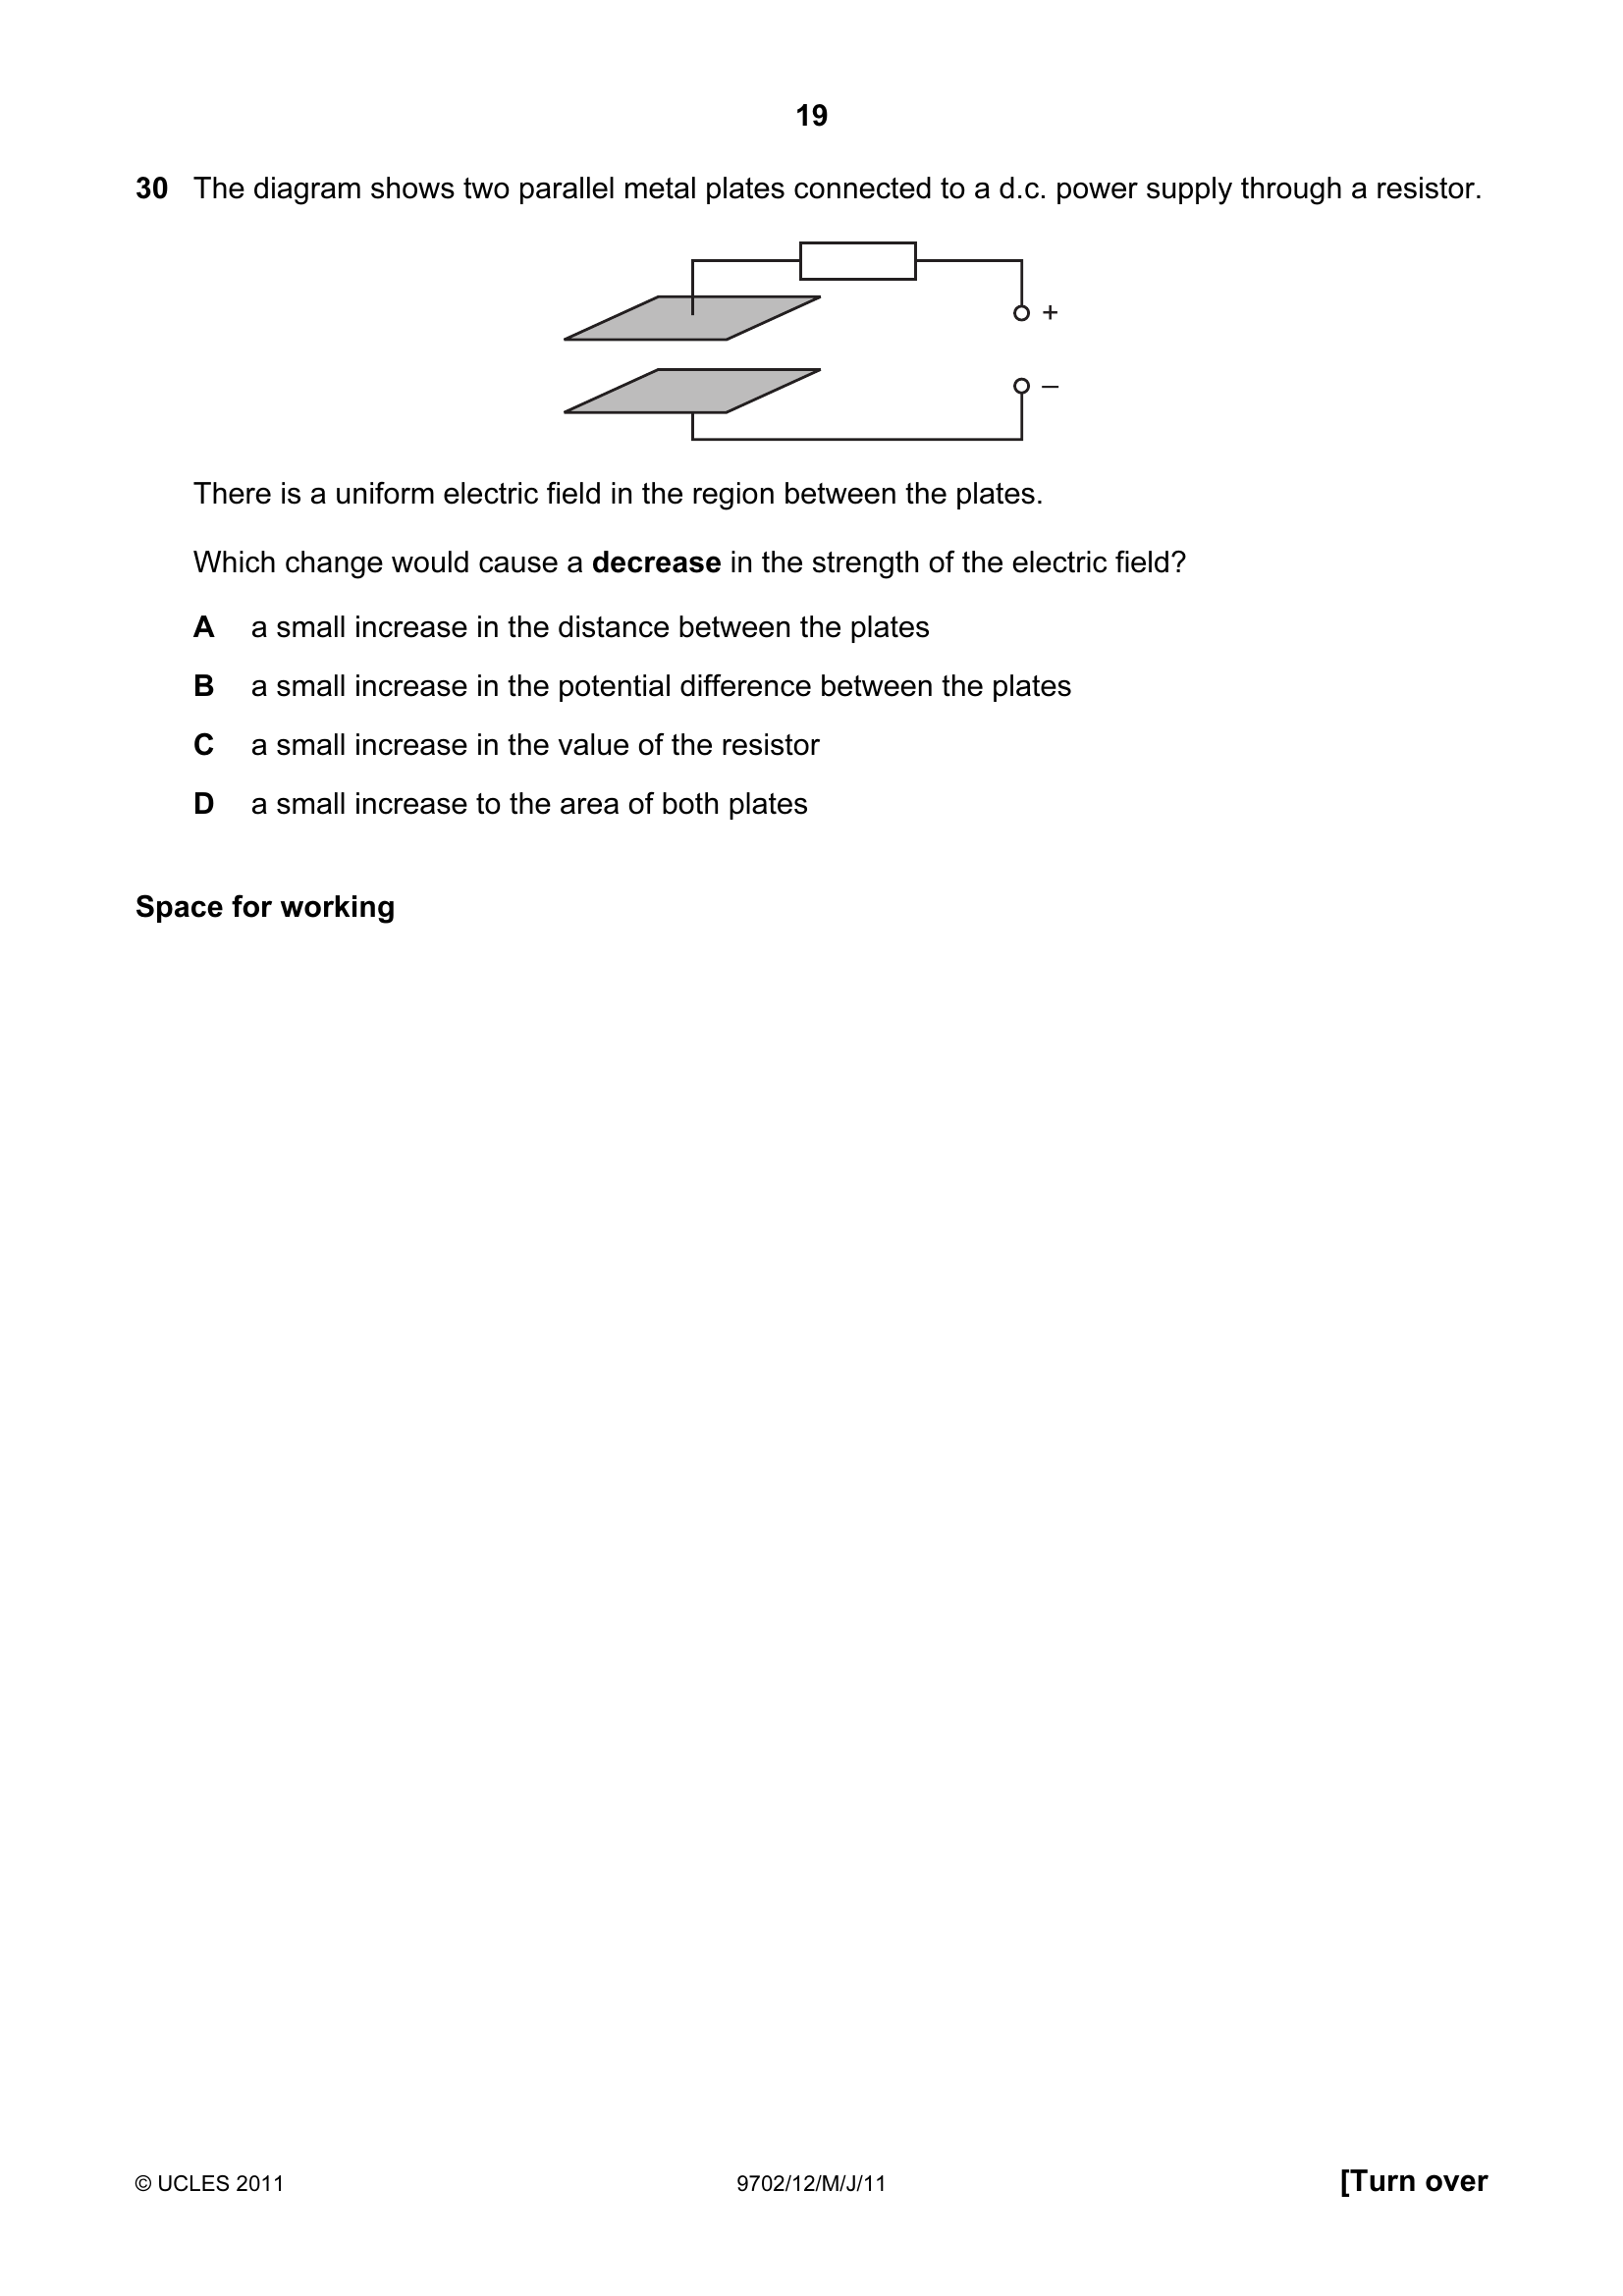 19
30 The diagram shows two parallel metal plates connected to a d.c. power supply through a resistor.
+
–
There is a uniform electric field in the region between the plates.
Which change would cause a decrease in the strength of the electric field?
A a small increase in the distance between the plates
B a small increase in the potential difference between the plates
C a small increase in the value of the resistor
D a small increase to the area of both plates
Space for working
© UCLES 2011 9702/12/M/J/11 [Turn over